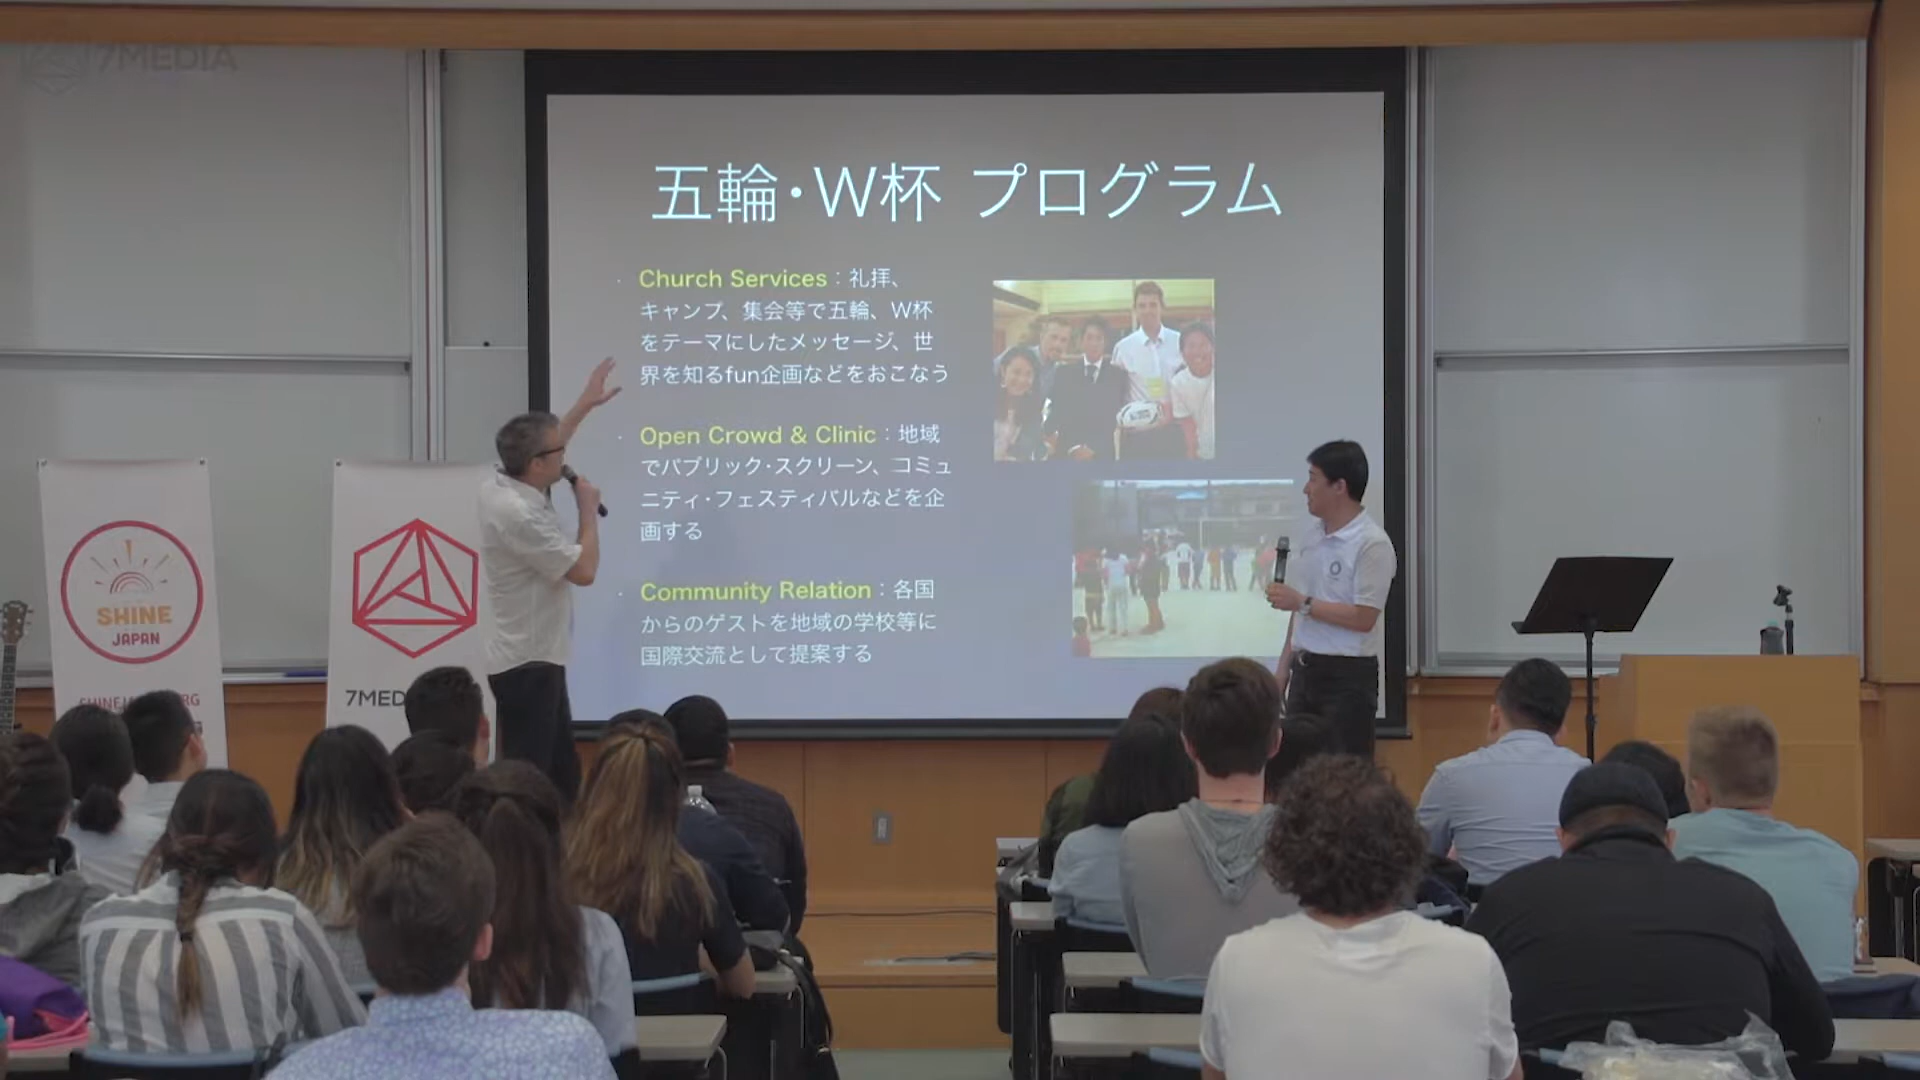 7MEDIA
五輪・W杯 プログラム
・Church Services：礼拝、
キャンプ、集会等で五輪、W杯
をテーマにしたメッセージ、世
界を知るfun企画などをおこなう
・Open Crowd & Clinic：地域
でパブリック・スクリーン、コミュ
ニティ・フェスティバルなどを企
画する
・Community Relation：各国
からのゲストを地域の学校等に
国際交流として提案する
SHINE
JAPAN
7MED